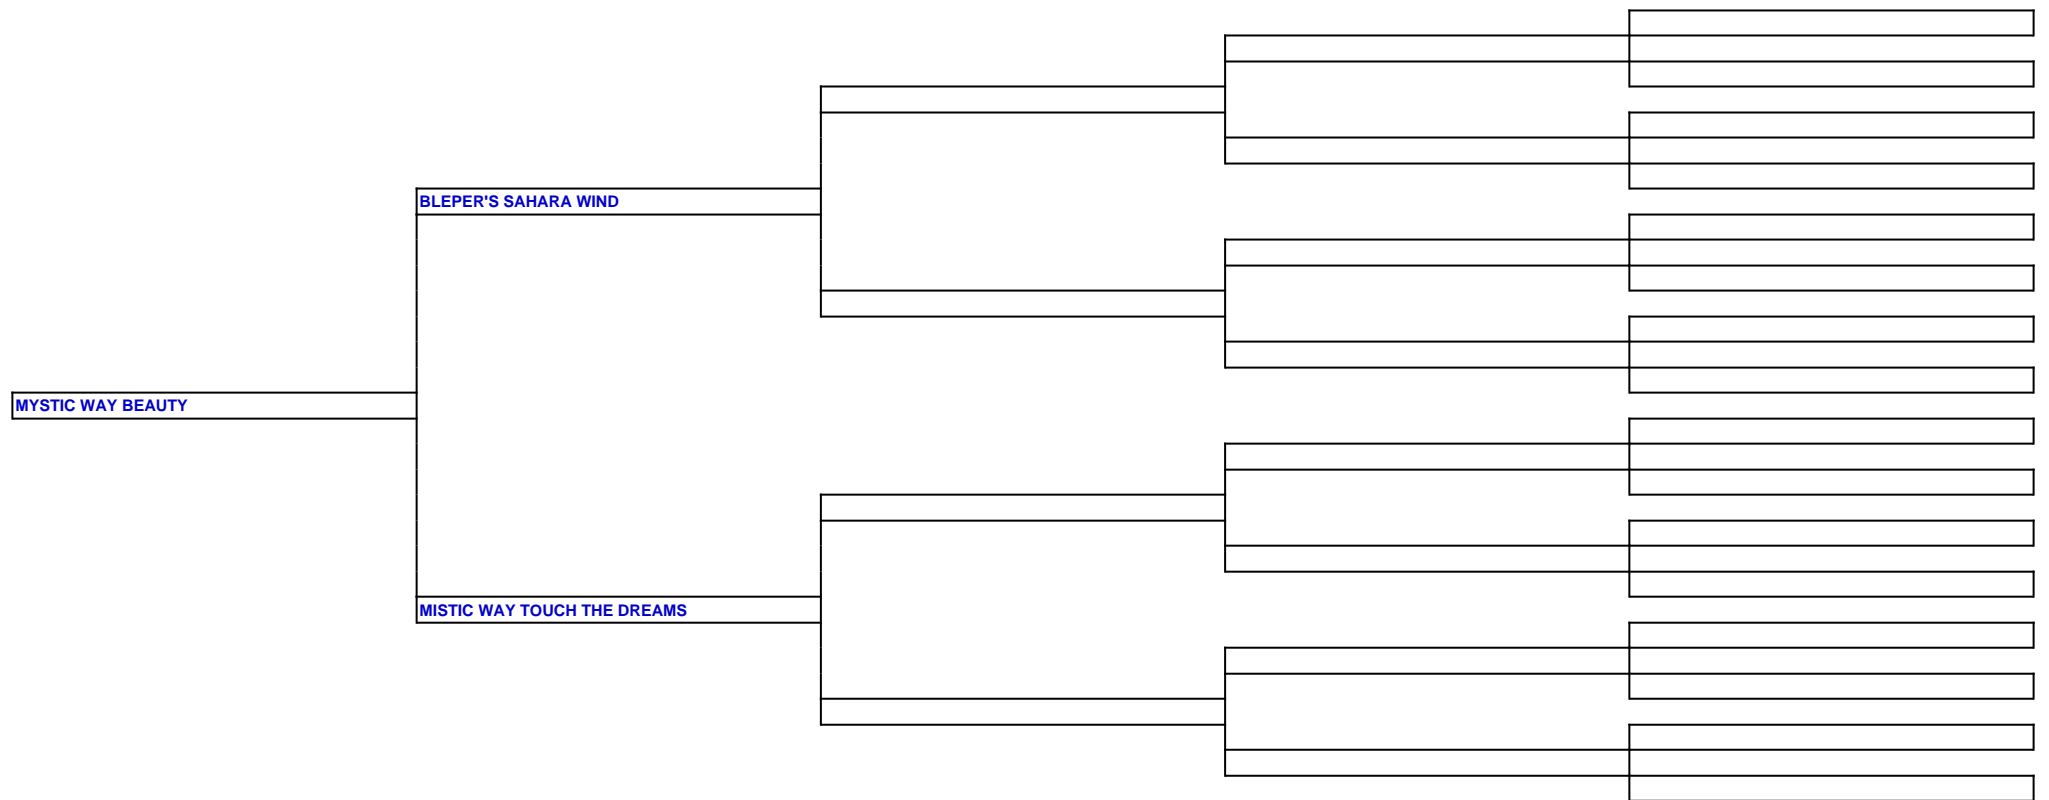 BLEPER'S SAHARA WIND
MYSTIC WAY BEAUTY
MISTIC WAY TOUCH THE DREAMS